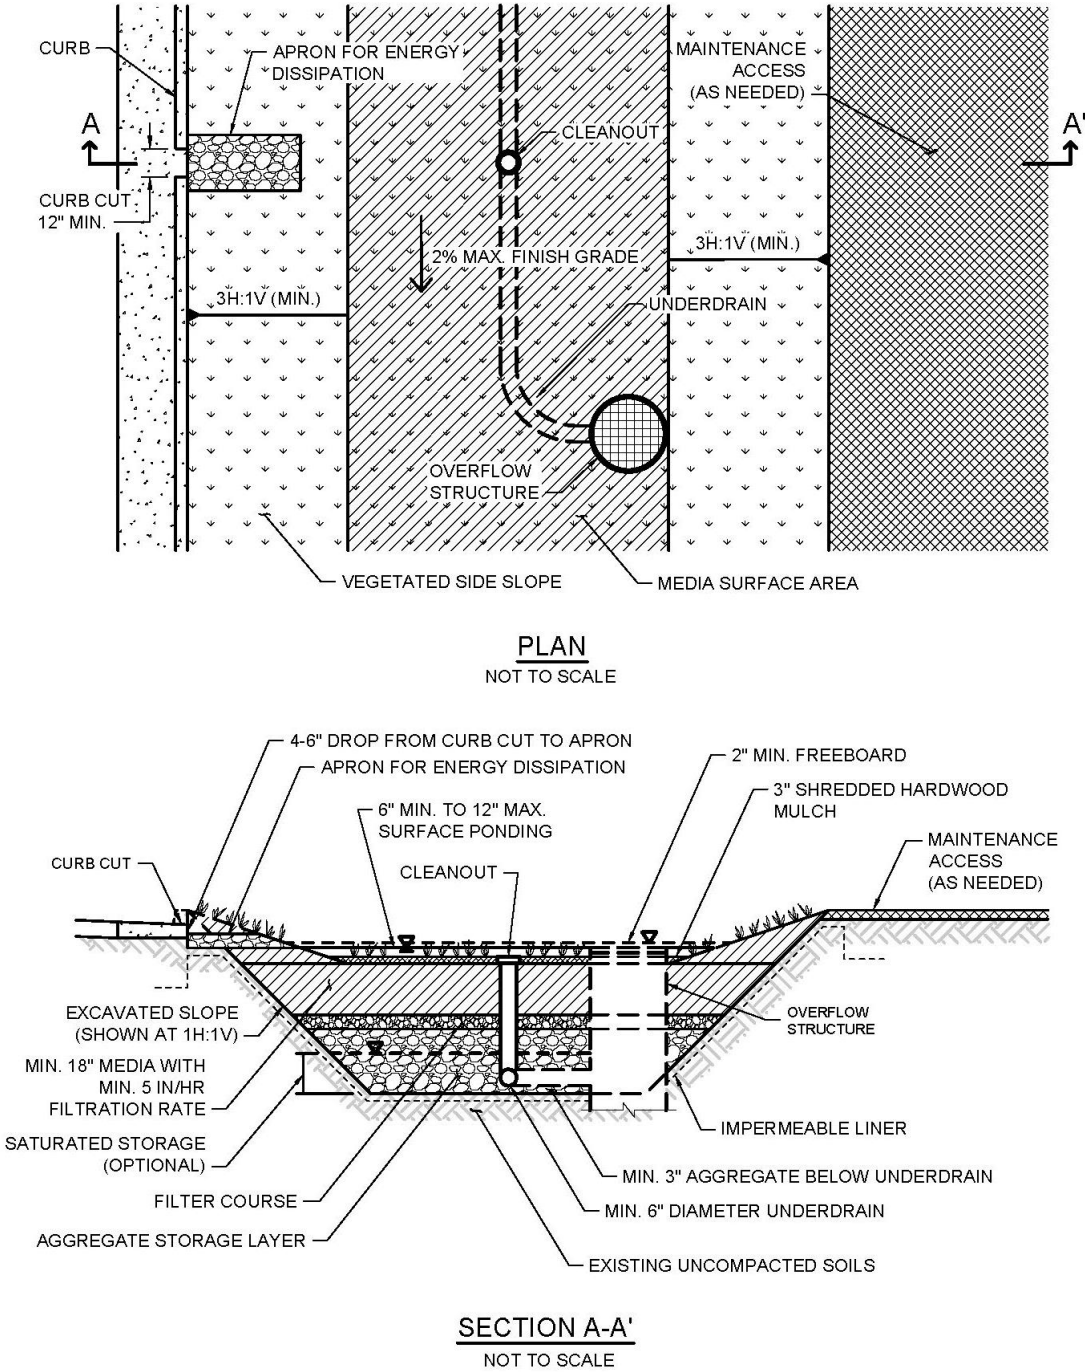 CURB
APRON FOR ENERGY
DISSIPATION
MAINTENANCE
ACCESS
(AS NEEDED)
A
A'
CLEANOUT
CURB CUT
12" MIN.
2% MAX. FINISH GRADE
3H:1V (MIN.)
3H:1V (MIN.)
UNDERDRAIN
OVERFLOW
STRUCTURE
VEGETATED SIDE SLOPE
MEDIA SURFACE AREA
PLAN
NOT TO SCALE
4-6" DROP FROM CURB CUT TO APRON
APRON FOR ENERGY DISSIPATION
6" MIN. TO 12" MAX.
SURFACE PONDING
CLEANOUT
2" MIN. FREEBOARD
3" SHREDDED HARDWOOD
MULCH
MAINTENANCE
ACCESS
(AS NEEDED)
CURB CUT
EXCAVATED SLOPE
(SHOWN AT 1H:1V)
MIN. 18" MEDIA WITH
MIN. 5 IN/HR
FILTRATION RATE
SATURATED STORAGE
(OPTIONAL)
FILTER COURSE
AGGREGATE STORAGE LAYER
OVERFLOW
STRUCTURE
IMPERMEABLE LINER
MIN. 3" AGGREGATE BELOW UNDERDRAIN
MIN. 6" DIAMETER UNDERDRAIN
EXISTING UNCOMPACTED SOILS
SECTION A-A'
NOT TO SCALE